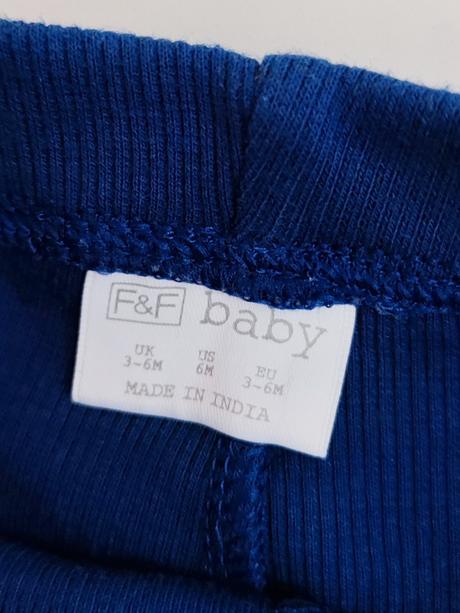 F&F baby
UK US EU
3-6M 6M 3-6M
MADE IN INDIA